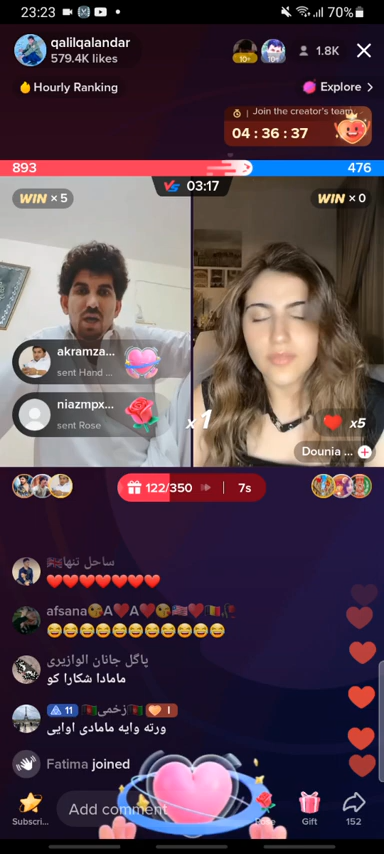 23:23
70%
qalilqalandar
579.4K likes
10+
10+
1.8K
Hourly Ranking
Explore
Join the creator's team
04 : 36 : 37
893
476
VS 03:17
WIN × 5
WIN × 0
akramza...
sent Hand ...
niazmpx...
sent Rose
x1
x5
Dounia ...
122/350
7s
ساحل تنها🇬🇧
❤️❤️❤️❤️❤️❤️❤️❤️
afsana😘A❤️A❤️😘🇺🇸❤️🇧🇪🥀
😂😂😂😂😂😂😂😂😂😂😂😂
پاگل جانان الوازیری
مامادا شکارا کو
11
🇦🇫زخمی🇦🇫
I
ورته وایه مامادی اوایی
Fatima joined
Subscri...
Add comment
Gift
152